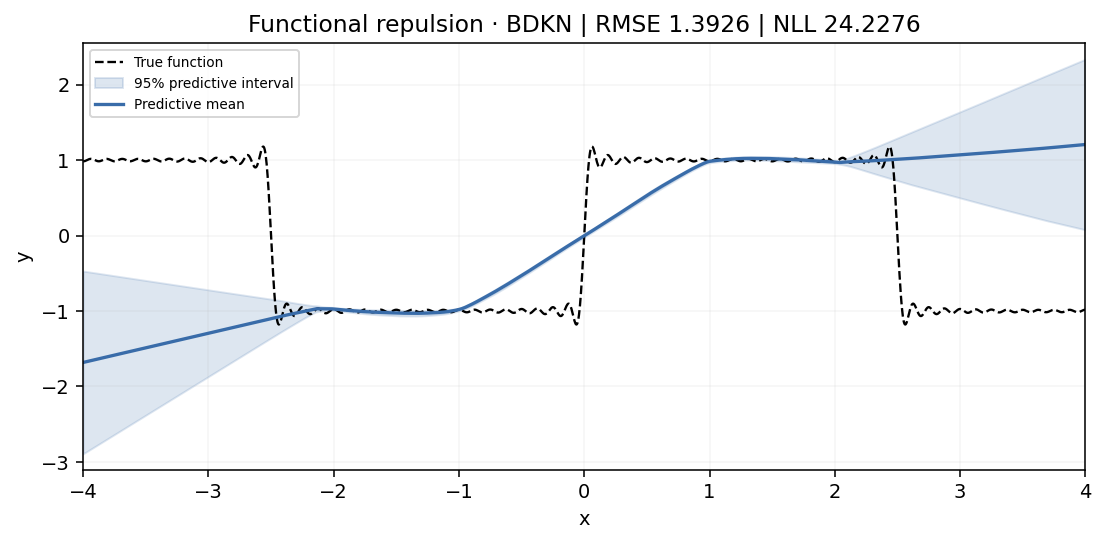 Functional repulsion · BDKN | RMSE 1.3926 | NLL 24.2276
True function
95% predictive interval
Predictive mean
y
2
1
0
−1
−2
−3
−4 −3 −2 −1 0 1 2 3 4
x